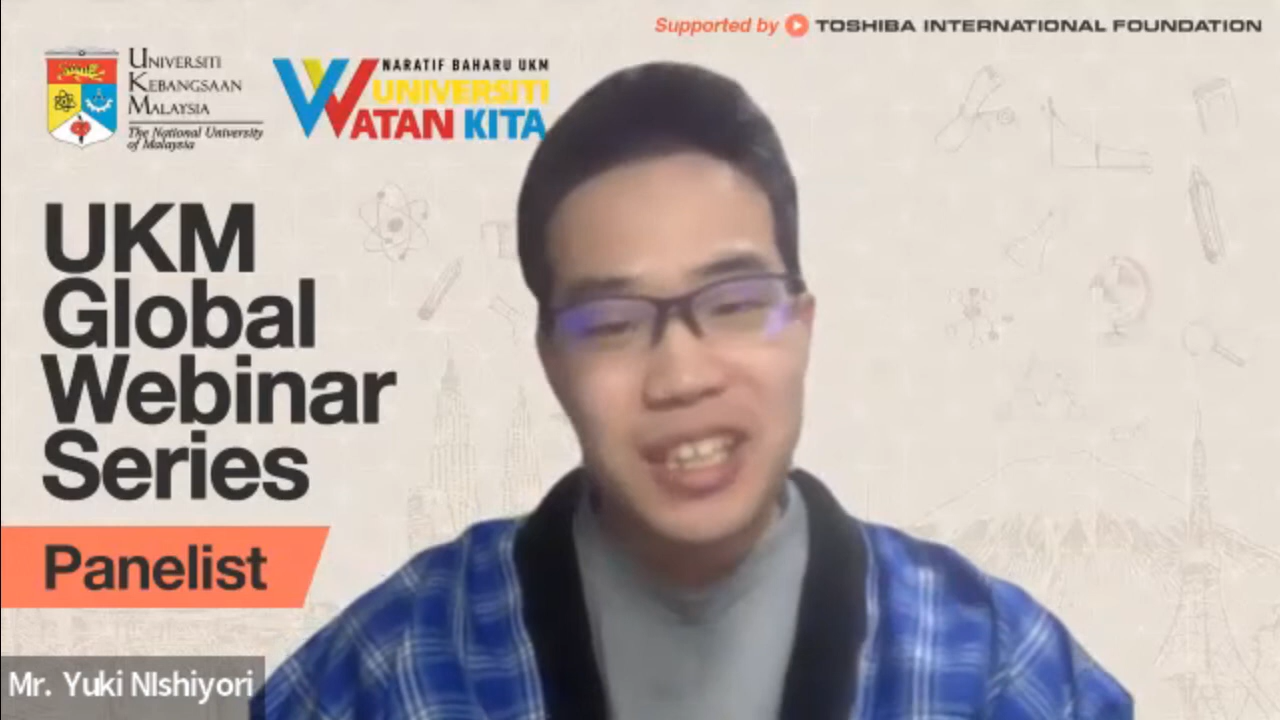 Supported by TOSHIBA INTERNATIONAL FOUNDATION
UNIVERSITI
KEBANGSAAN
MALAYSIA
The National University
of Malaysia
NARATIF BAHARU UKM
UNIVERSITI
WATAN KITA
UKM
Global
Webinar
Series
Panelist
Mr. Yuki NIshiyori